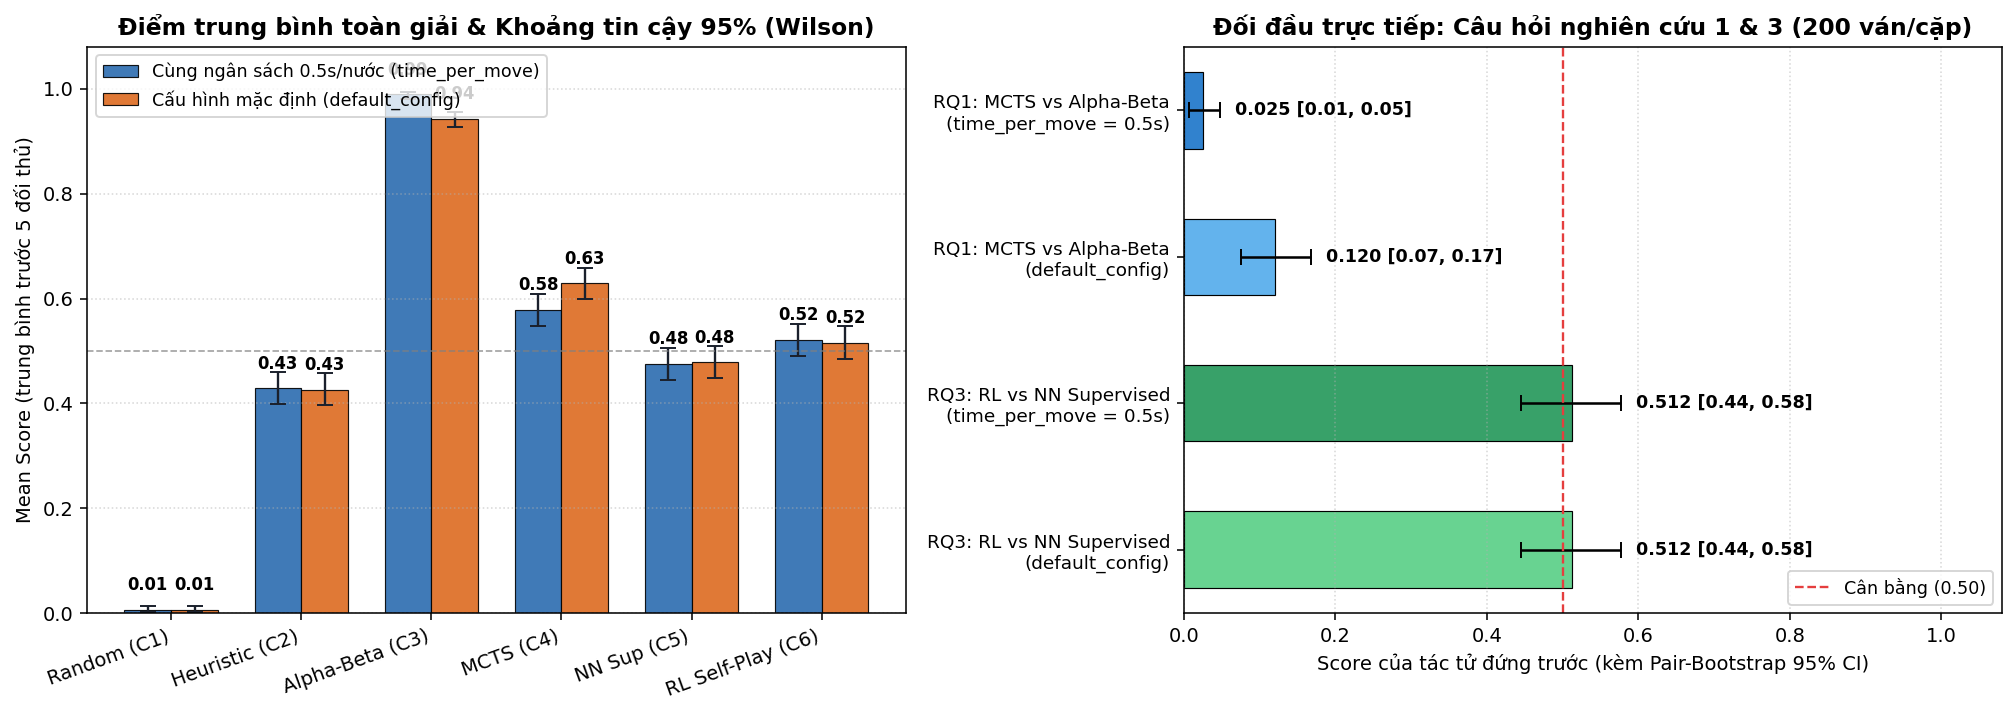 Điểm trung bình toàn giải & Khoảng tin cậy 95% (Wilson)
Cùng ngân sách 0.5s/nước (time_per_move)
Cấu hình mặc định (default_config)
Mean Score (trung bình trước 5 đối thủ)
1.0
0.8
0.6
0.4
0.2
0.0
0.01
0.01
0.43
0.43
0.99
0.94
0.58
0.63
0.48
0.48
0.52
0.52
Random (C1)
Heuristic (C2)
Alpha-Beta (C3)
MCTS (C4)
NN Sup (C5)
RL Self-Play (C6)
Đối đầu trực tiếp: Câu hỏi nghiên cứu 1 & 3 (200 ván/cặp)
RQ1: MCTS vs Alpha-Beta
(time_per_move = 0.5s)
0.025 [0.01, 0.05]
RQ1: MCTS vs Alpha-Beta
(default_config)
0.120 [0.07, 0.17]
RQ3: RL vs NN Supervised
(time_per_move = 0.5s)
0.512 [0.44, 0.58]
RQ3: RL vs NN Supervised
(default_config)
0.512 [0.44, 0.58]
Cân bằng (0.50)
0.0
0.2
0.4
0.6
0.8
1.0
Score của tác tử đứng trước (kèm Pair-Bootstrap 95% CI)